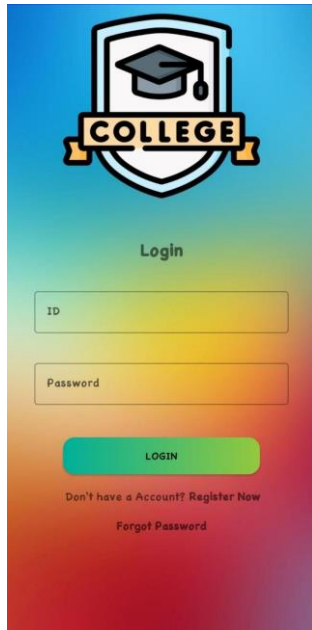 COLLEGE
Login
ID
Password
LOGIN
Don't have a Account? Register Now
Forgot Password